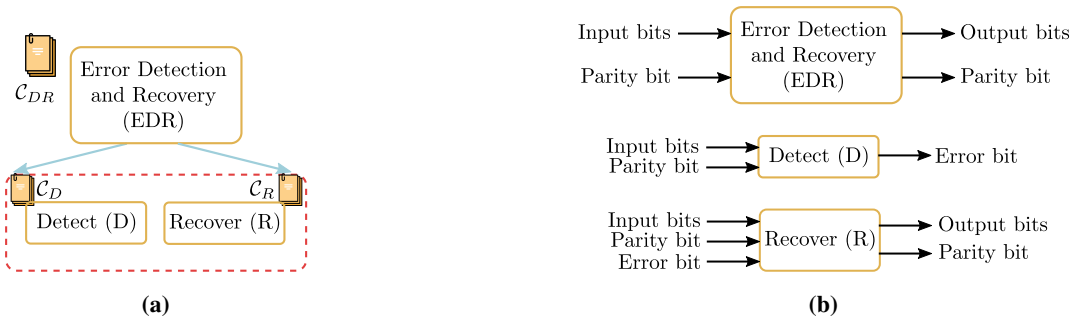 Error Detection
and Recovery
(EDR)
𝒞_DR
𝒞_D
𝒞_R
Detect (D)
Recover (R)
(a)
Input bits
Parity bit
Error Detection
and Recovery
(EDR)
Output bits
Parity bit
Input bits
Parity bit
Detect (D)
Error bit
Input bits
Parity bit
Error bit
Recover (R)
Output bits
Parity bit
(b)